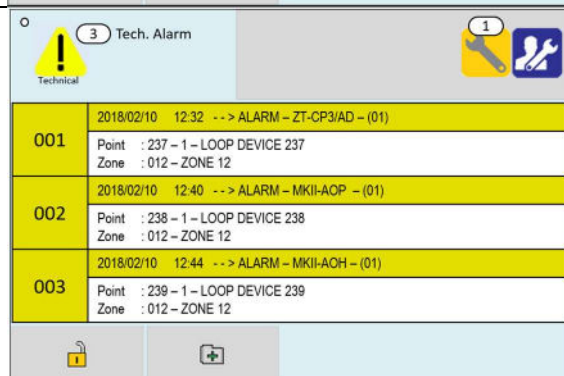 3 Tech. Alarm
1
Technical
001
2018/02/10 12:32 - - > ALARM – ZT-CP3/AD – (01)
Point : 237 – 1 – LOOP DEVICE 237
Zone : 012 – ZONE 12
002
2018/02/10 12:40 - - > ALARM – MKII-AOP – (01)
Point : 238 – 1 – LOOP DEVICE 238
Zone : 012 – ZONE 12
003
2018/02/10 12:44 - - > ALARM – MKII-AOH – (01)
Point : 239 – 1 – LOOP DEVICE 239
Zone : 012 – ZONE 12